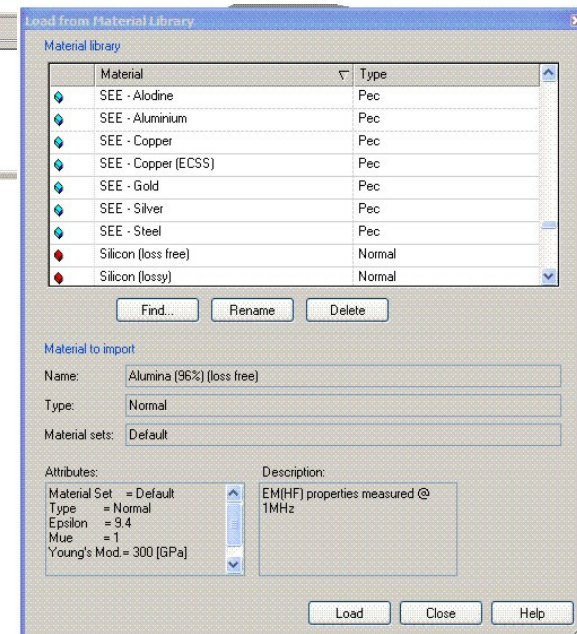 Load from Material Library
Material library
Material Type
SEE - Alodine Pec
SEE - Aluminium Pec
SEE - Copper Pec
SEE - Copper (ECSS) Pec
SEE - Gold Pec
SEE - Silver Pec
SEE - Steel Pec
Silicon (loss free) Normal
Silicon (lossy) Normal
Find... Rename Delete
Material to import
Name: Alumina (96%) (loss free)
Type: Normal
Material sets: Default
Attributes: Description:
Material Set = Default EM(HF) properties measured @
Type = Normal 1MHz
Epsilon = 9.4
Mue = 1
Young's Mod.= 300 [GPa]
Load Close Help